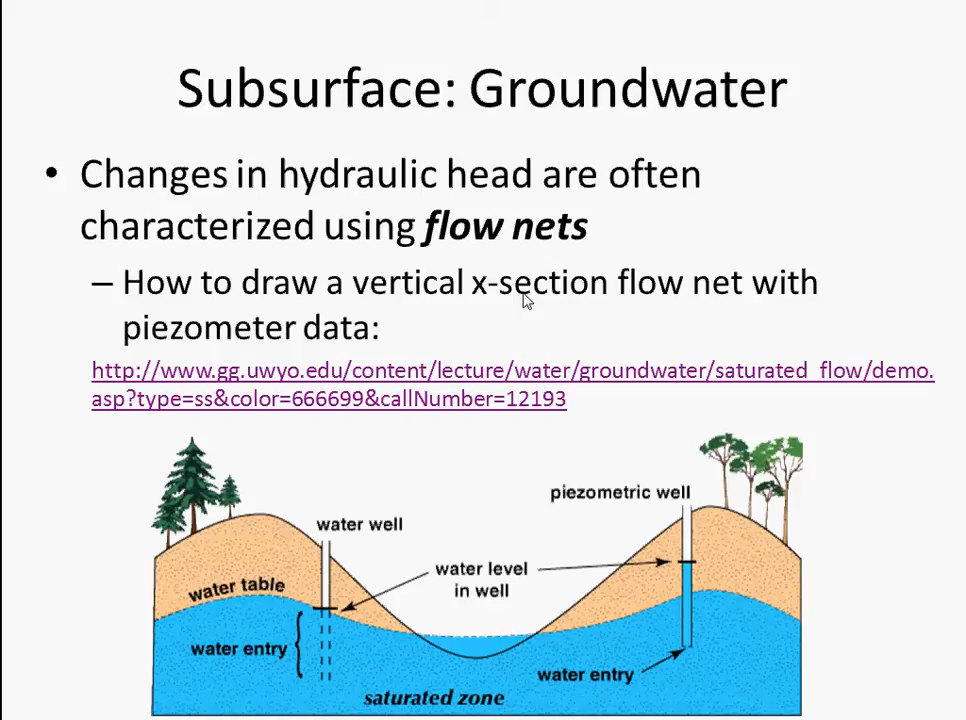 Subsurface: Groundwater
• Changes in hydraulic head are often
characterized using flow nets
– How to draw a vertical x-section flow net with
piezometer data:
http://www.gg.uwyo.edu/content/lecture/water/groundwater/saturated_flow/demo.
asp?type=ss&color=666699&callNumber=12193
piezometric well
water well
water level
in well
water table
water entry
water entry
saturated zone